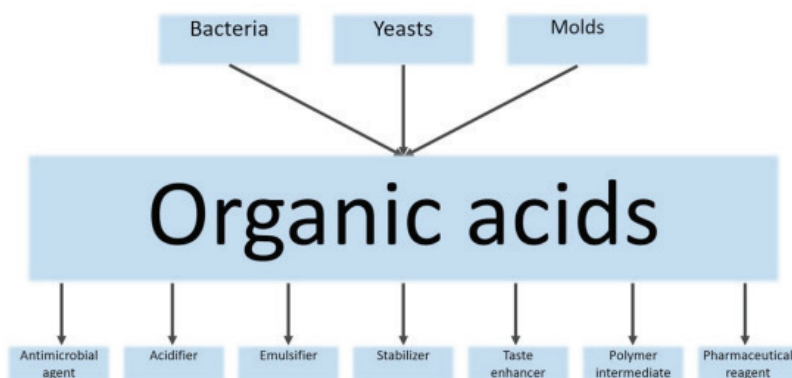 Bacteria
Yeasts
Molds
Organic acids
Antimicrobial
agent
Acidifier
Emulsifier
Stabilizer
Taste
enhancer
Polymer
intermediate
Pharmaceutical
reagent